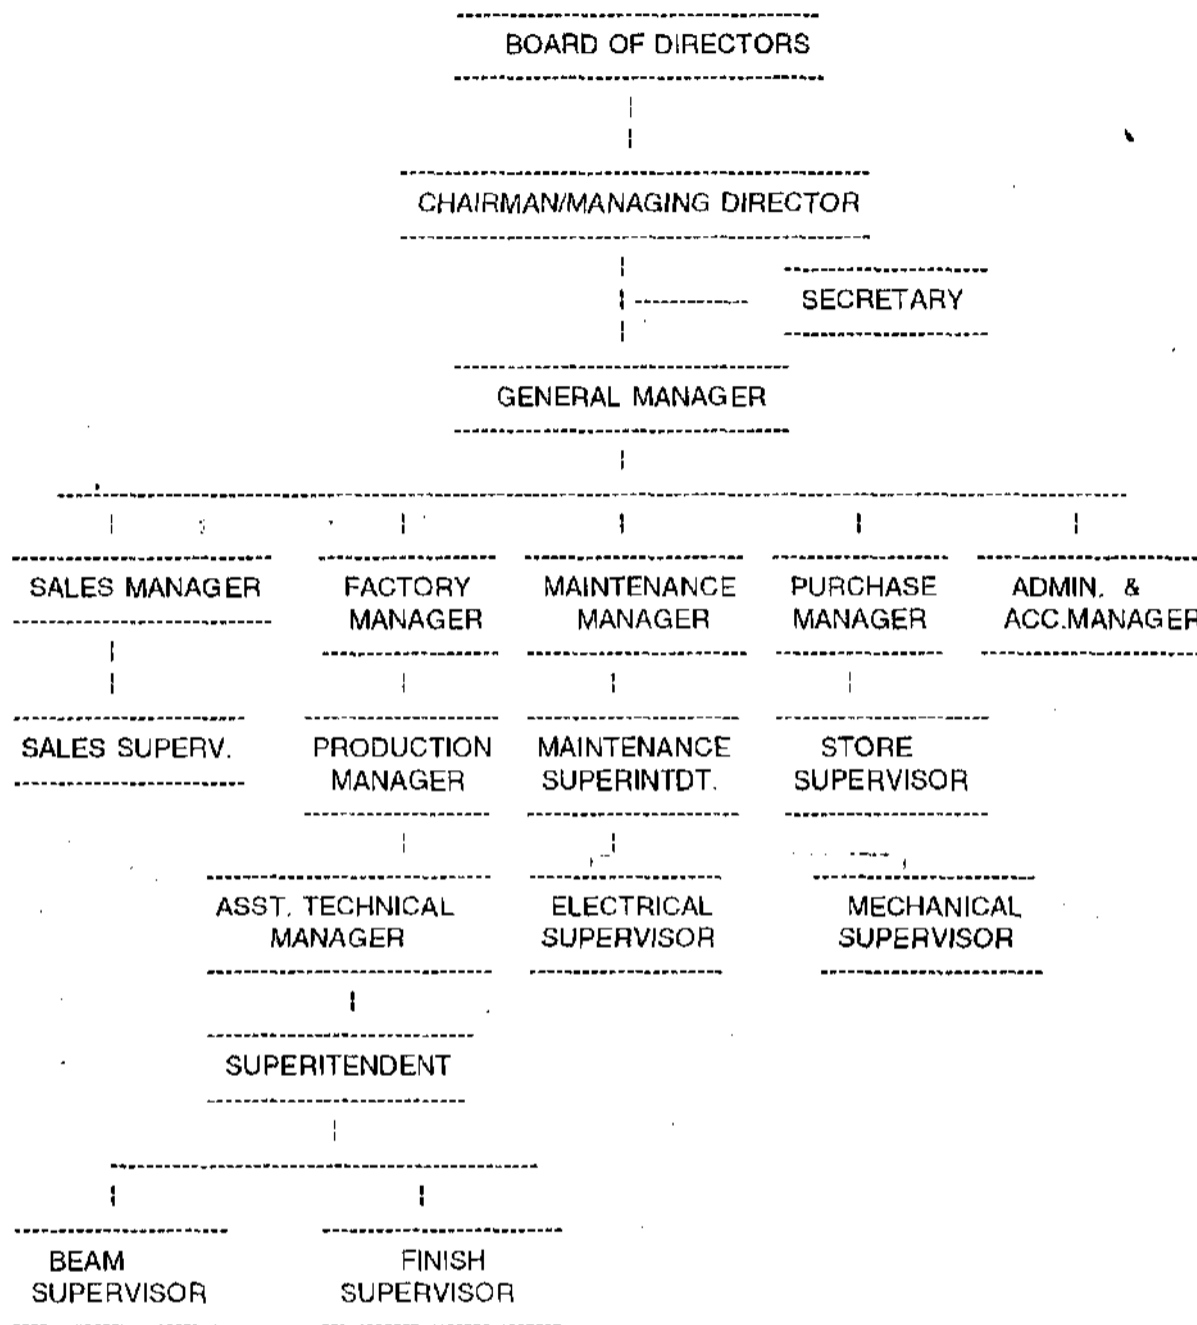 BOARD OF DIRECTORS
CHAIRMAN/MANAGING DIRECTOR
SECRETARY
GENERAL MANAGER
SALES MANAGER
FACTORY
MANAGER
MAINTENANCE
MANAGER
PURCHASE
MANAGER
ADMIN. &
ACC.MANAGER
SALES SUPERV.
PRODUCTION
MANAGER
MAINTENANCE
SUPERINTDT.
STORE
SUPERVISOR
ASST. TECHNICAL
MANAGER
ELECTRICAL
SUPERVISOR
MECHANICAL
SUPERVISOR
SUPERITENDENT
BEAM
SUPERVISOR
FINISH
SUPERVISOR